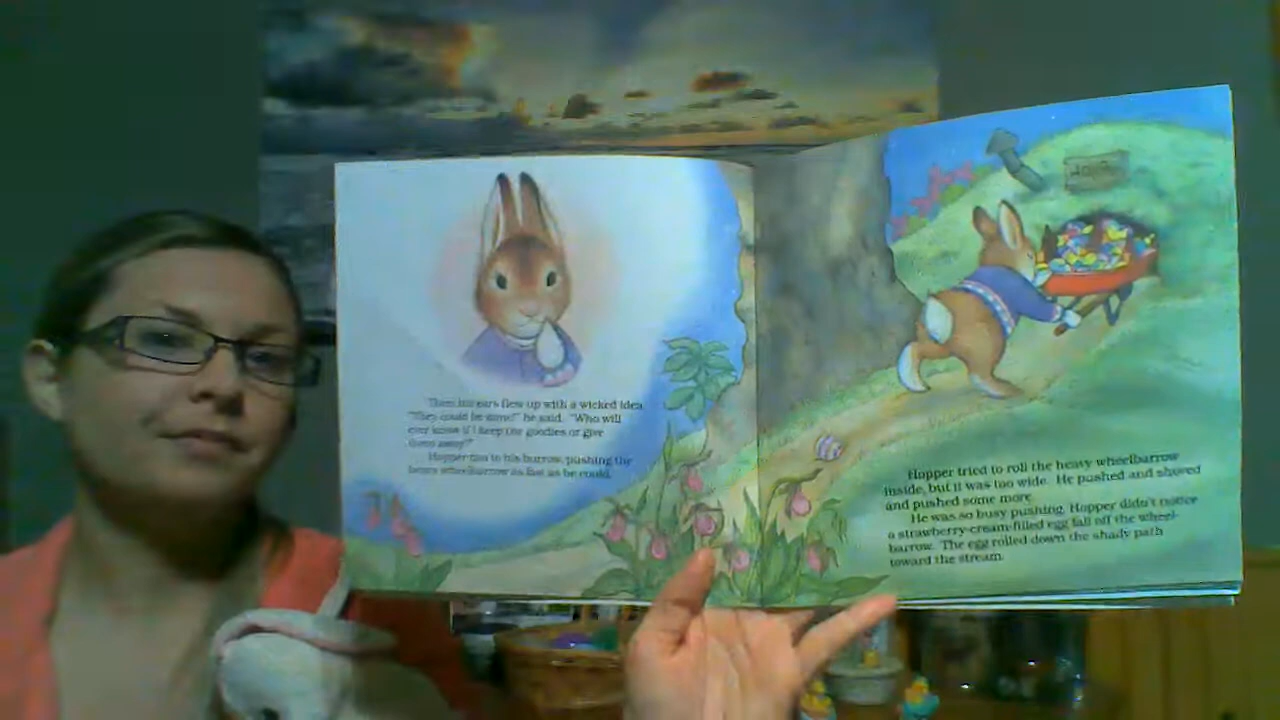 Then his ears flew up with a wicked idea.
"They could be mine!" he said. "Who will
ever know if I keep the goodies or give
them away?"
Hopper ran to his burrow, pushing the
heavy wheelbarrow as fast as he could.
Hopper tried to roll the heavy wheelbarrow
inside, but it was too wide. He pushed and shoved
and pushed some more.
He was so busy pushing, Hopper didn't notice
a strawberry-cream-filled egg fall off the wheel-
barrow. The egg rolled down the shady path
toward the stream.